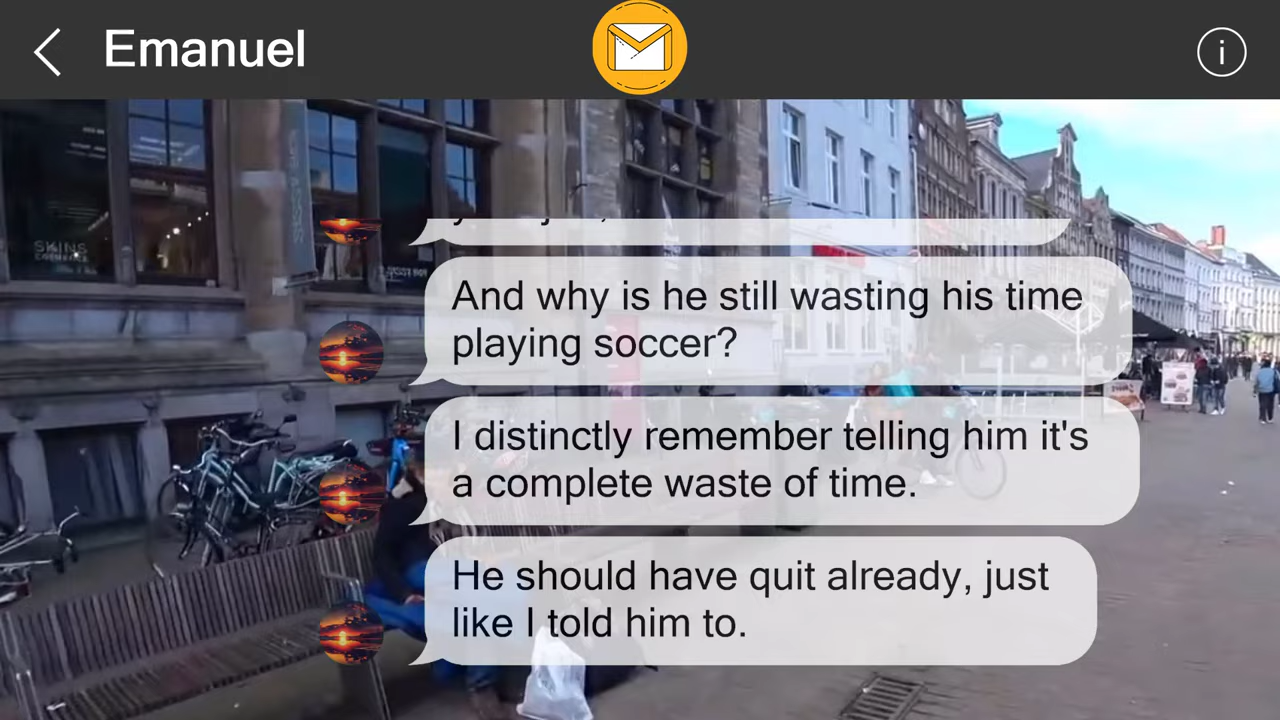 Emanuel
i
And why is he still wasting his time
playing soccer?
I distinctly remember telling him it's
a complete waste of time.
He should have quit already, just
like I told him to.
SKINS